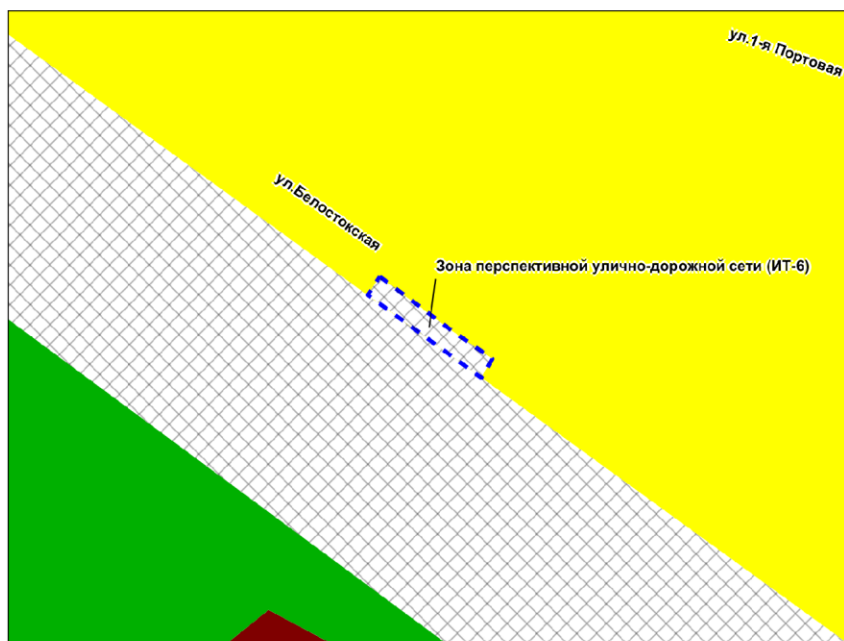 ул.1-я Портовая
ул.Белостокская
Зона перспективной улично-дорожной сети (ИТ-6)